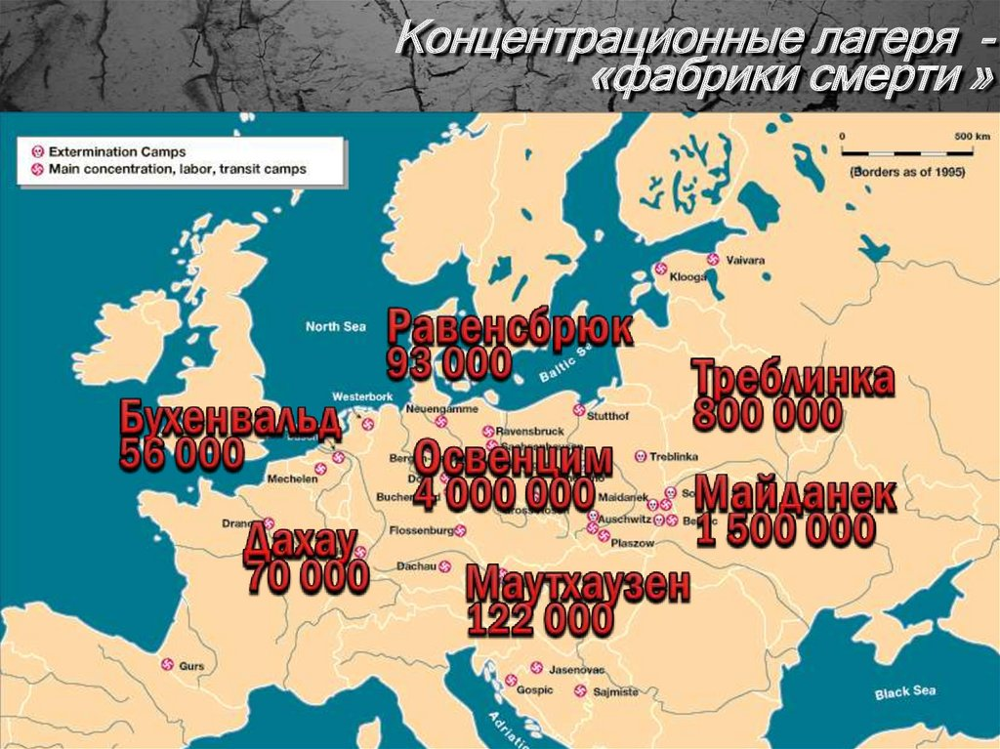 Концентрационные лагеря -
«фабрики смерти »
Extermination Camps
Main concentration, labor, transit camps
0 500 km
(Borders as of 1995)
Vaivara
Klooga
North Sea
Равенсбрюк
93 000
Baltic Sea
Треблинка
800 000
Westerbork
Neuengamme
Stutthof
Бухенвальд
56 000
Ravensbruck
Освенцим
4 000 000
Treblinka
Mechelen
Maidanek
Майданек
1 500 000
Auschwitz
Flossenburg
Plaszow
Дахау
70 000
Dachau
Маутхаузен
122 000
Gurs
Jasenovac
Gospic
Sajmiste
Black Sea
Adriatic